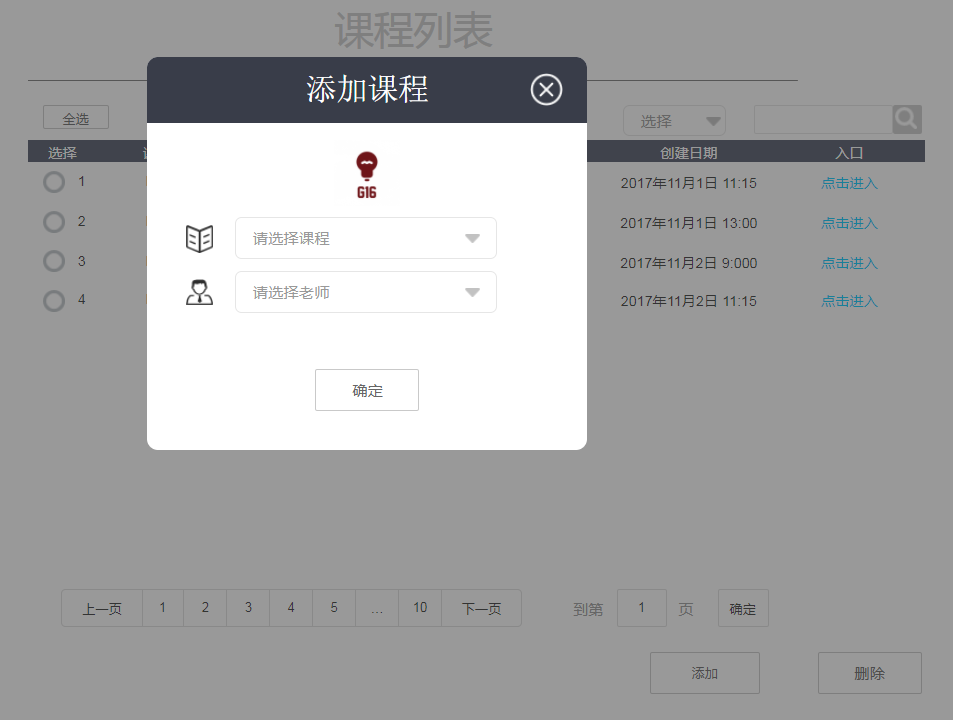 课程列表
添加课程
全选
选择
选择
创建日期
入口
G16
1
2017年11月1日 11:15
点击进入
2
2017年11月1日 13:00
点击进入
请选择课程
3
2017年11月2日 9:000
点击进入
请选择老师
4
2017年11月2日 11:15
点击进入
确定
上一页
1
2
3
4
5
...
10
下一页
到第
1
页
确定
添加
删除